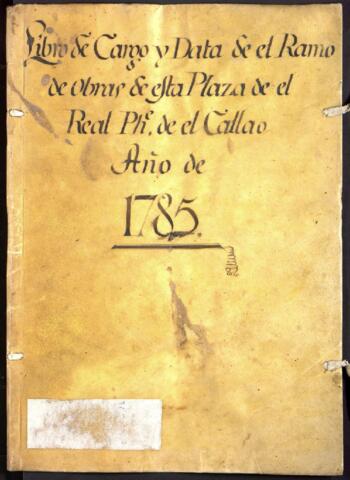 Libro de Cargo y Data de el Ramo
de obras de esta Plaza de el
Real Phe. de el Callao
Año de
1785.